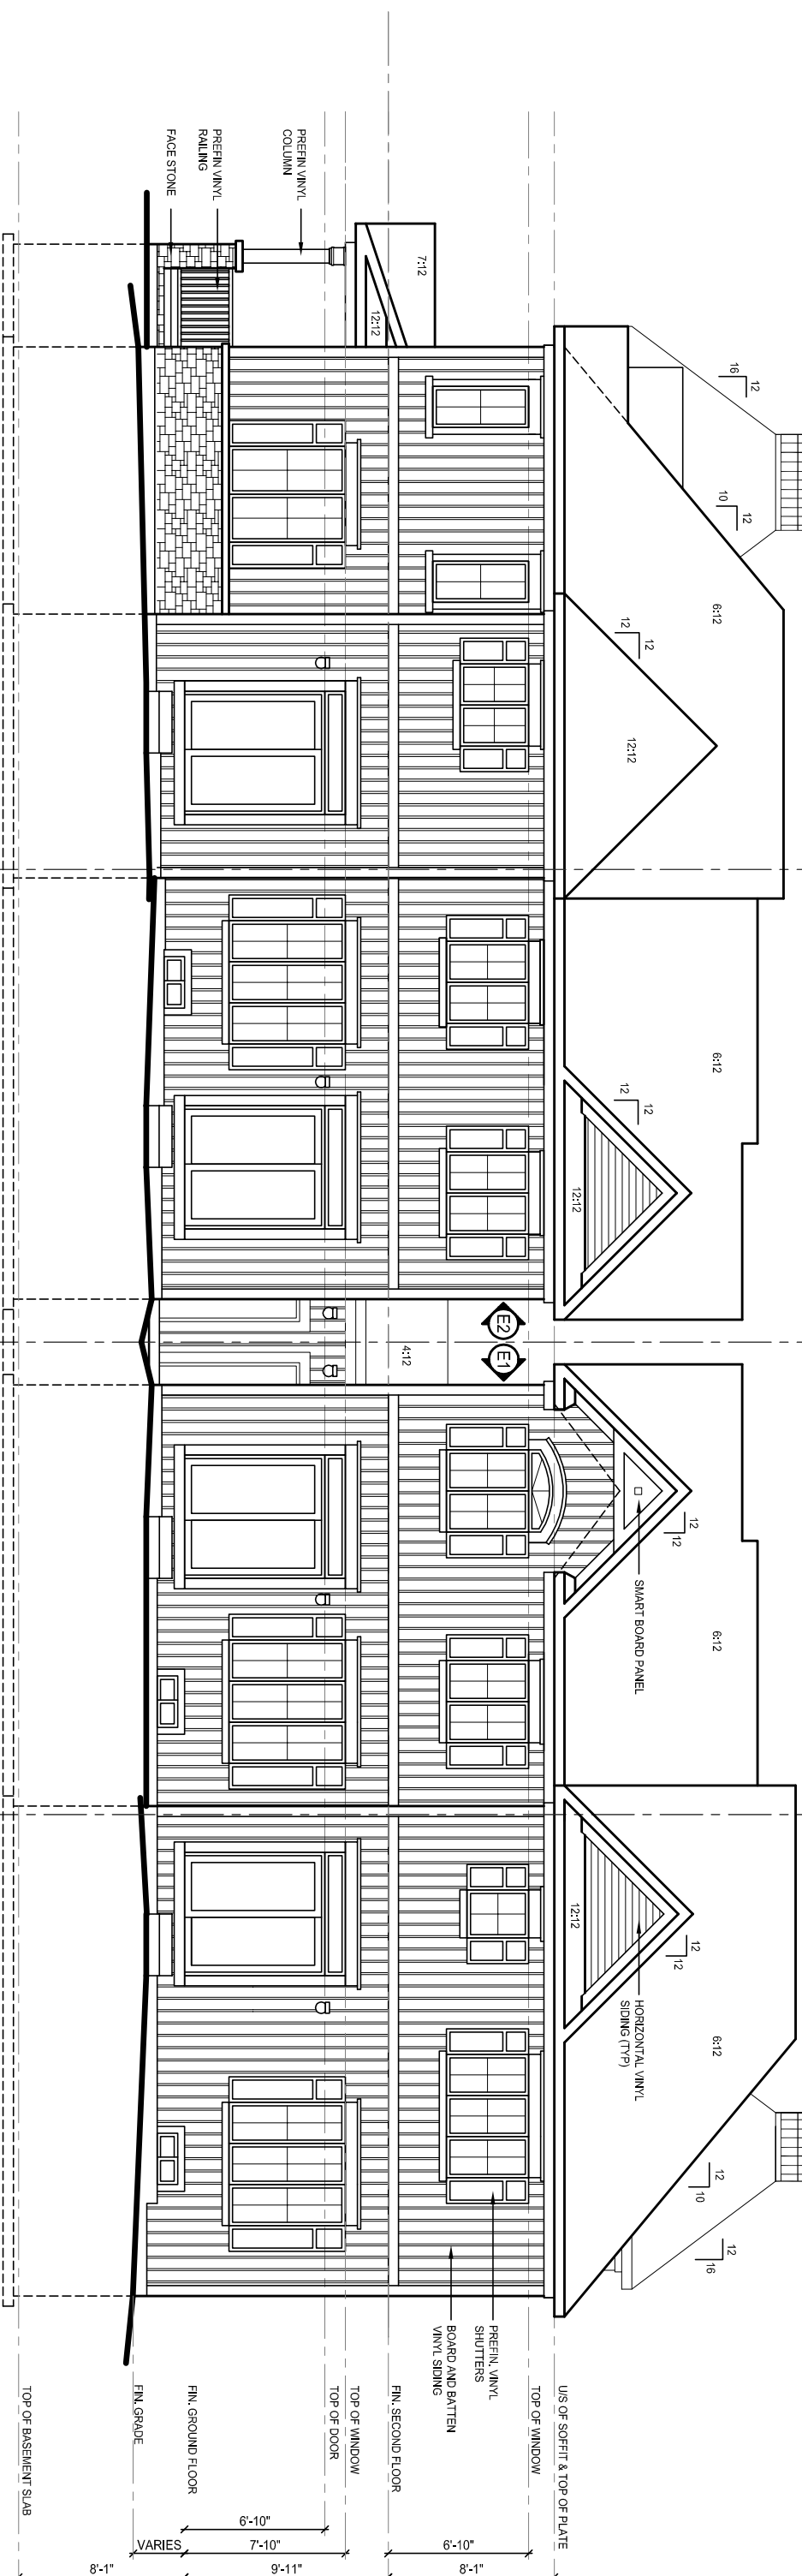 PREFIN VINYL
COLUMN
PREFIN VINYL
RAILING
FACE STONE
7:12
12:12
16
12
10
12
6:12
12
12
12:12
6:12
12
12
12:12
E2
E1
4:12
12
12
SMART BOARD PANEL
6:12
12:12
12
12
HORIZONTAL VINYL
SIDING (TYP)
6:12
12
10
12
16
PREFIN. VINYL
SHUTTERS
BOARD AND BATTEN
VINYL SIDING
U/S OF SOFFIT & TOP OF PLATE
TOP OF WINDOW
FIN. SECOND FLOOR
TOP OF WINDOW
TOP OF DOOR
FIN. GROUND FLOOR
FIN. GRADE
TOP OF BASEMENT SLAB
6'-10"
6'-10"
7'-10"
VARIES
8'-1"
9'-11"
8'-1"